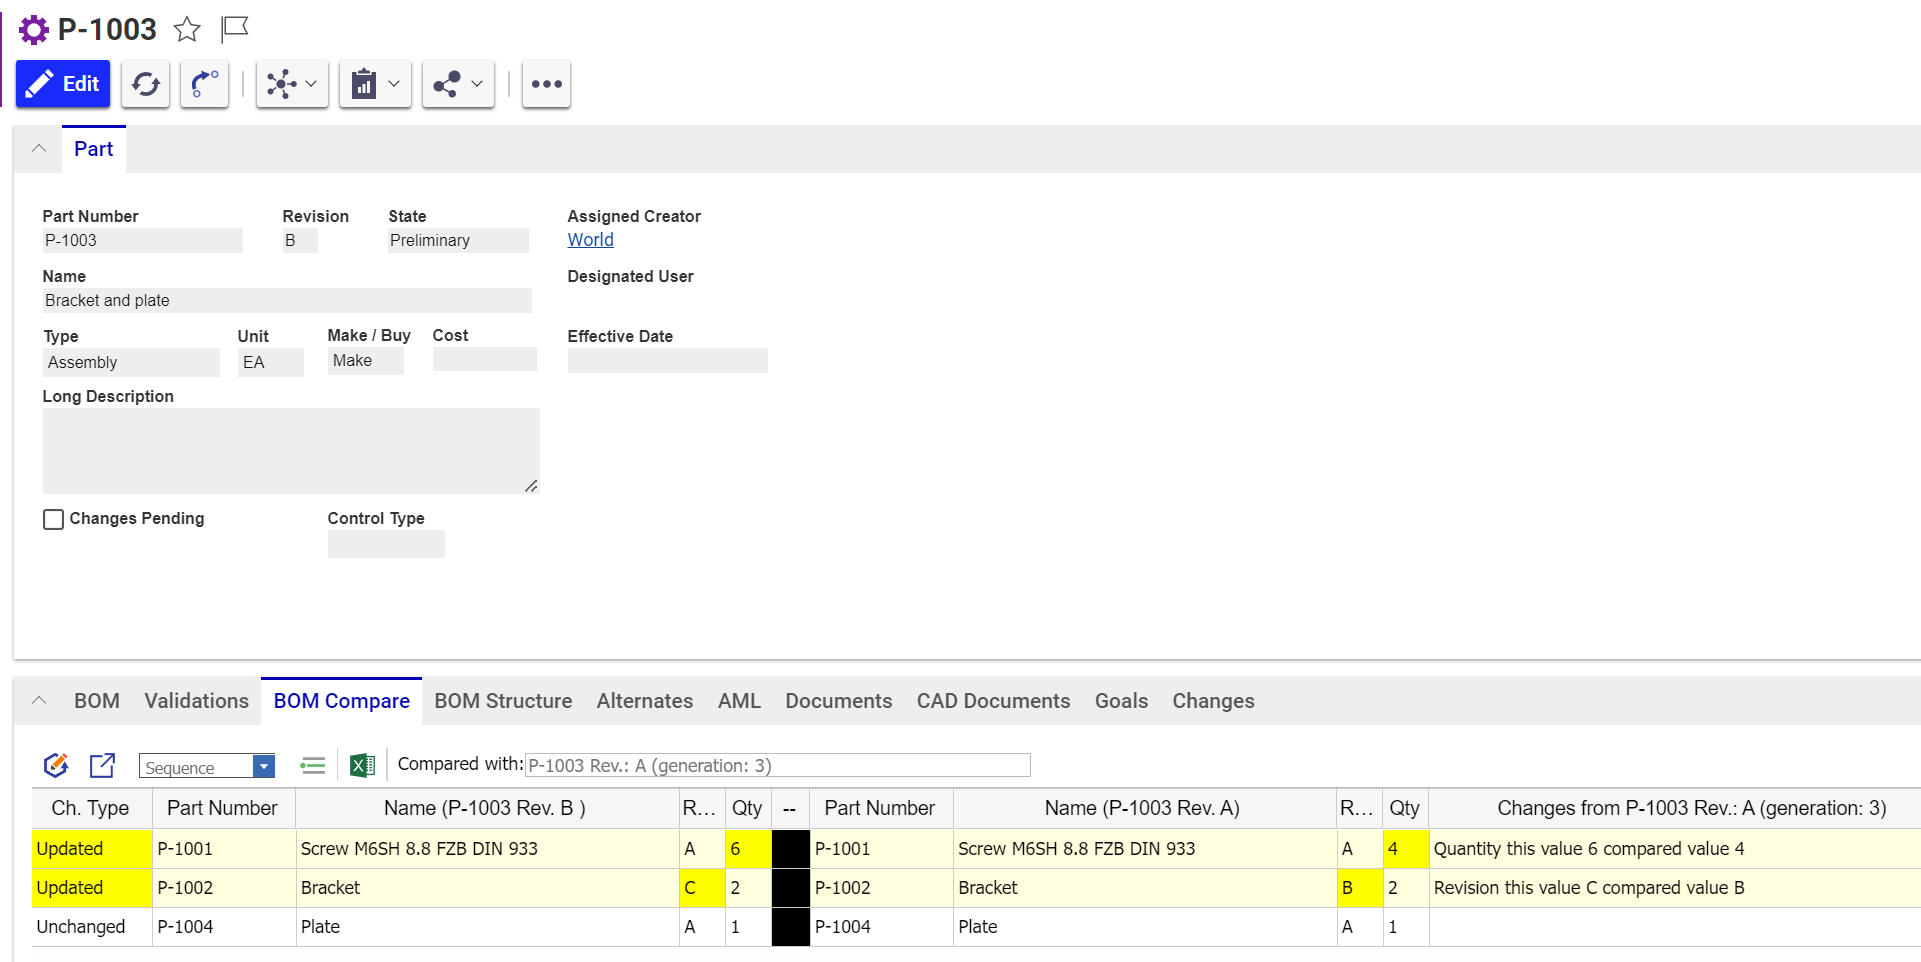 P-1003
Edit
Part
Part Number Revision State Assigned Creator
P-1003 B Preliminary World
Name Designated User
Bracket and plate
Type Unit Make / Buy Cost Effective Date
Assembly EA Make
Long Description
Changes Pending Control Type
BOM Validations BOM Compare BOM Structure Alternates AML Documents CAD Documents Goals Changes
Sequence Compared with: P-1003 Rev.: A (generation: 3)
Ch. Type Part Number Name (P-1003 Rev. B ) R... Qty -- Part Number Name (P-1003 Rev. A) R... Qty Changes from P-1003 Rev.: A (generation: 3)
Updated P-1001 Screw M6SH 8.8 FZB DIN 933 A 6 P-1001 Screw M6SH 8.8 FZB DIN 933 A 4 Quantity this value 6 compared value 4
Updated P-1002 Bracket C 2 P-1002 Bracket B 2 Revision this value C compared value B
Unchanged P-1004 Plate A 1 P-1004 Plate A 1